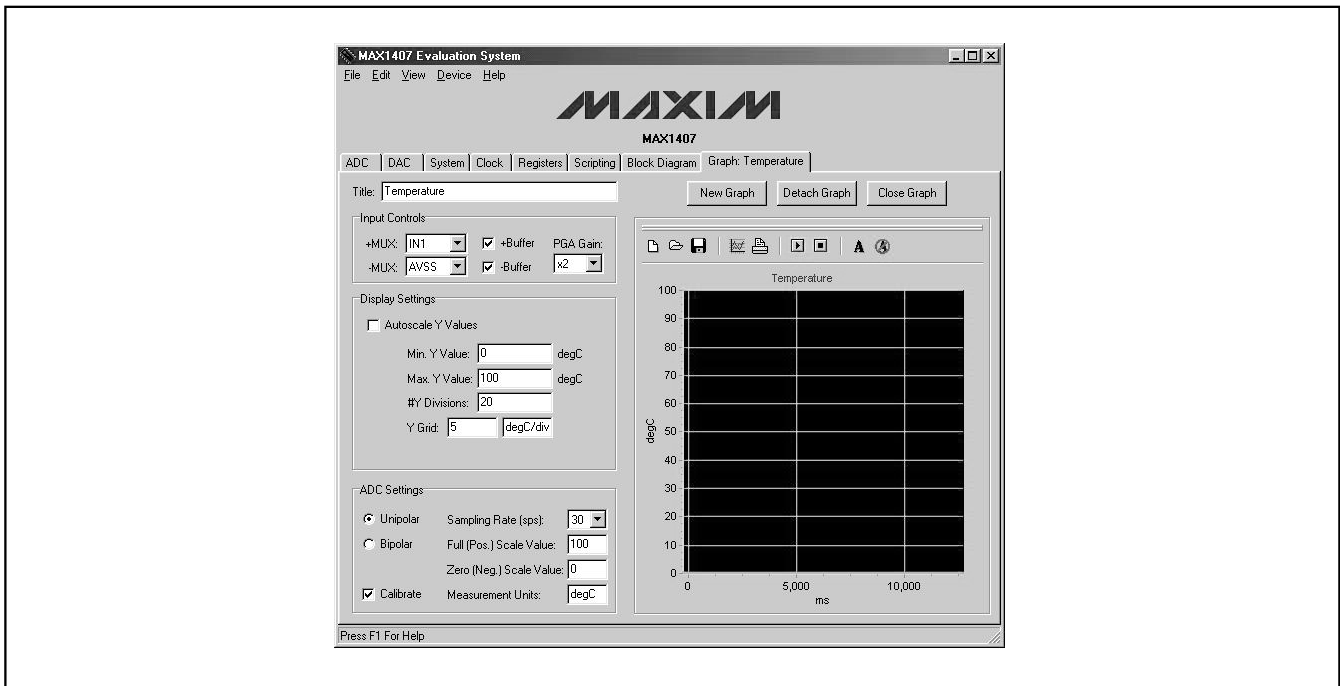 MAX1407 Evaluation System
File Edit View Device Help
MAXIM
MAX1407
ADC DAC System Clock Registers Scripting Block Diagram Graph: Temperature
Title: Temperature
New Graph Detach Graph Close Graph
Input Controls
+MUX: IN1 +Buffer PGA Gain:
-MUX: AVSS -Buffer x2
Display Settings
Autoscale Y Values
Min. Y Value: 0 degC
Max. Y Value: 100 degC
#Y Divisions: 20
Y Grid: 5 degC/div
ADC Settings
Unipolar Sampling Rate (sps): 30
Bipolar Full (Pos.) Scale Value: 100
Zero (Neg.) Scale Value: 0
Calibrate Measurement Units: degC
A A
Temperature
100
90
80
70
60
50
40
30
20
10
0
degC
0 5,000 10,000
ms
Press F1 For Help